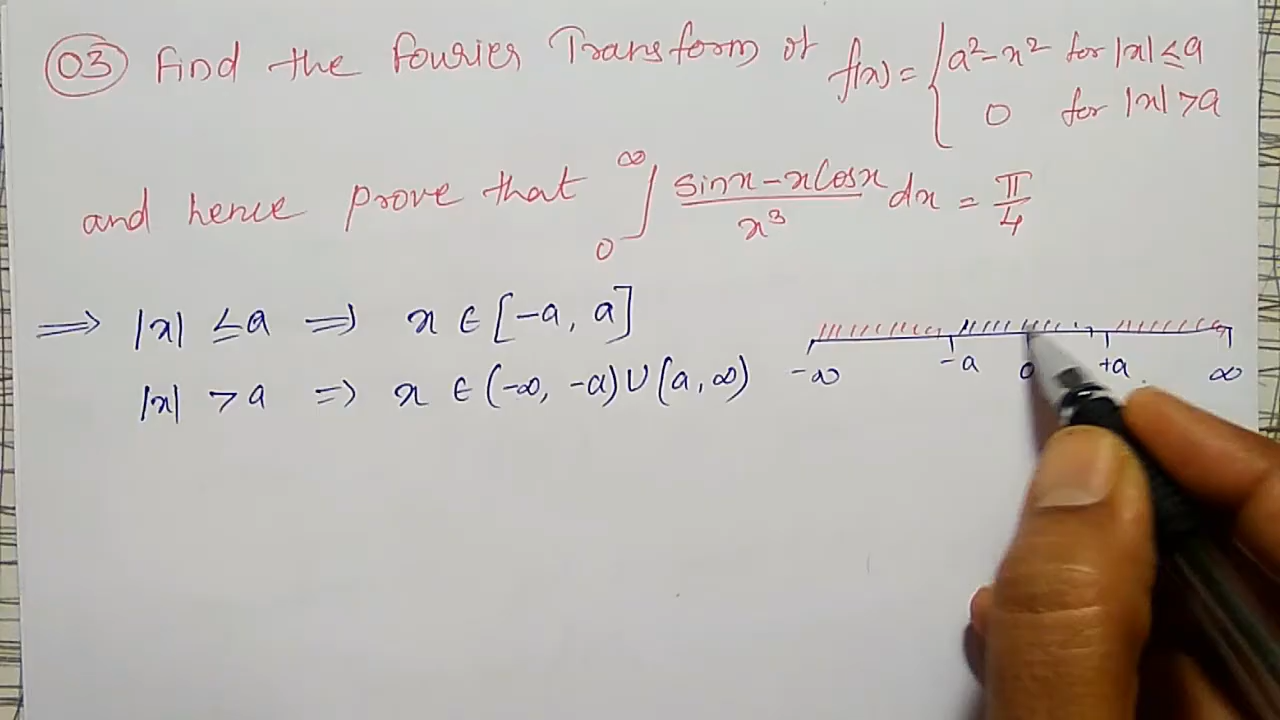 03 Find the Fourier Transform of f(x) = { a² - x² for |x| ≤ a
0 for |x| > a
and hence prove that ∫₀^∞ (sinx - xCosx)/x³ dx = π/4
⟹ |x| ≤ a ⟹ x ∈ [-a, a]
|x| > a ⟹ x ∈ (-∞, -a) ∪ (a, ∞)
-∞ -a 0 +a ∞